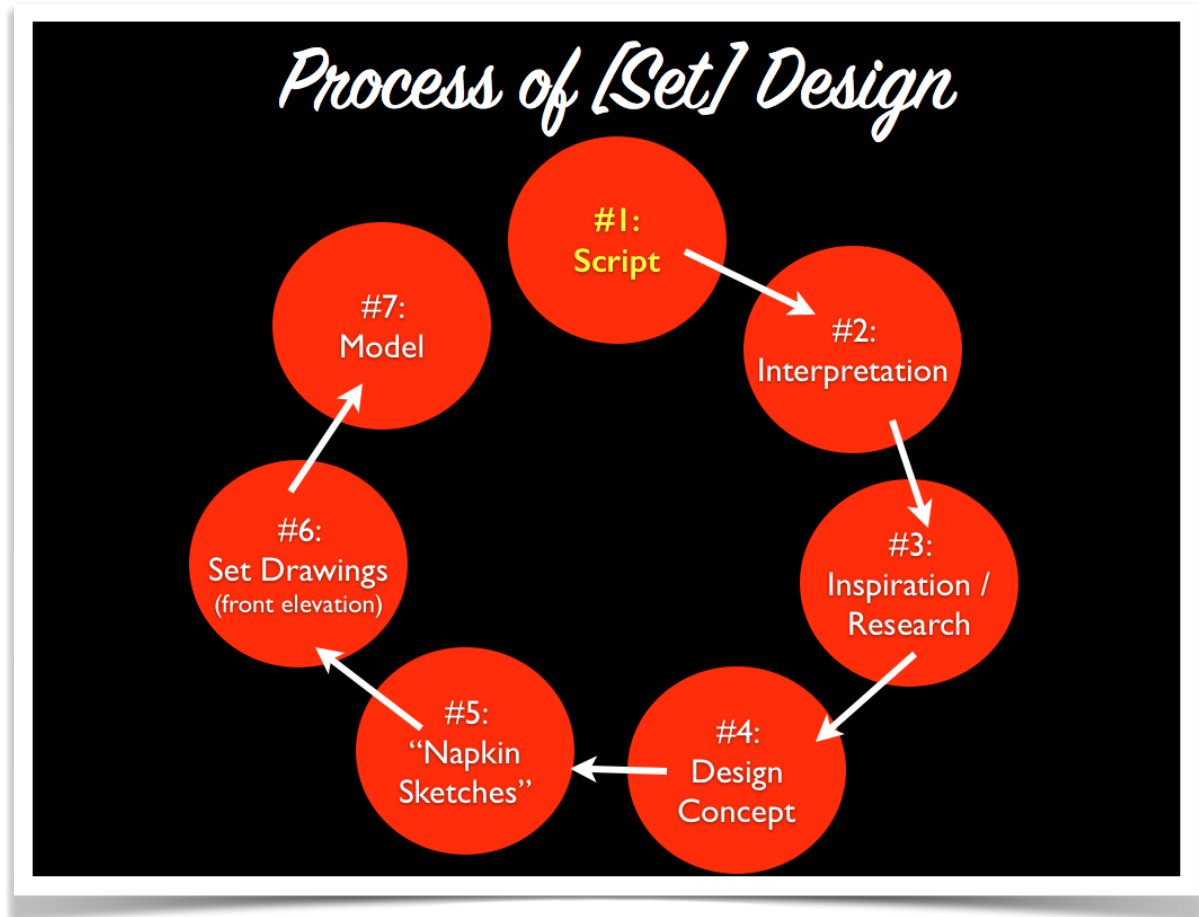 Process of [Set] Design
#1:
Script
#2:
Interpretation
#3:
Inspiration /
Research
#4:
Design
Concept
#5:
“Napkin
Sketches”
#6:
Set Drawings
(front elevation)
#7:
Model